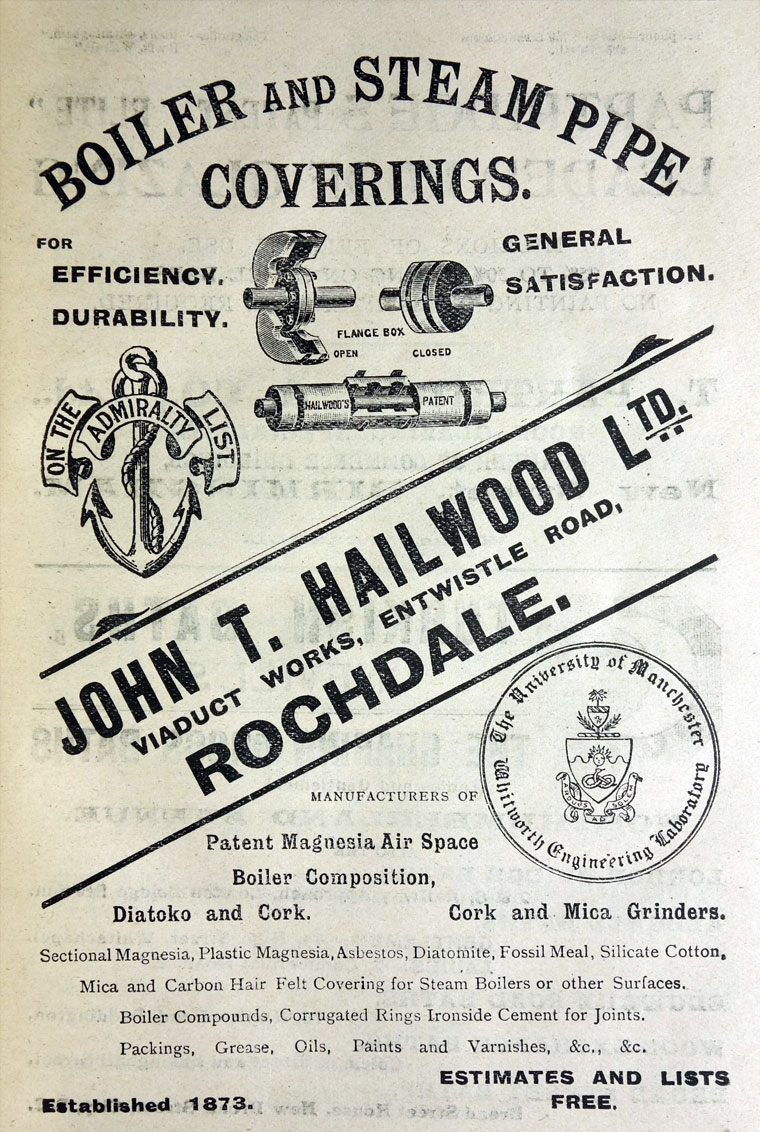 BOILER AND STEAM PIPE
COVERINGS.
FOR
EFFICIENCY.
DURABILITY.
GENERAL
SATISFACTION.
FLANGE BOX
OPEN CLOSED
HAILWOOD'S PATENT
ON THE ADMIRALTY LIST.
JOHN T. HAILWOOD LTD.
VIADUCT WORKS, ENTWISTLE ROAD,
ROCHDALE.
The University of Manchester
Whitworth Engineering Laboratory
ARDUUS AD SOLEM
MANUFACTURERS OF
Patent Magnesia Air Space
Boiler Composition,
Diatoko and Cork. Cork and Mica Grinders.
Sectional Magnesia, Plastic Magnesia, Asbestos, Diatomite, Fossil Meal, Silicate Cotton,
Mica and Carbon Hair Felt Covering for Steam Boilers or other Surfaces.
Boiler Compounds, Corrugated Rings Ironside Cement for Joints.
Packings, Grease, Oils, Paints and Varnishes, &c., &c.
ESTIMATES AND LISTS
FREE.
Established 1873.